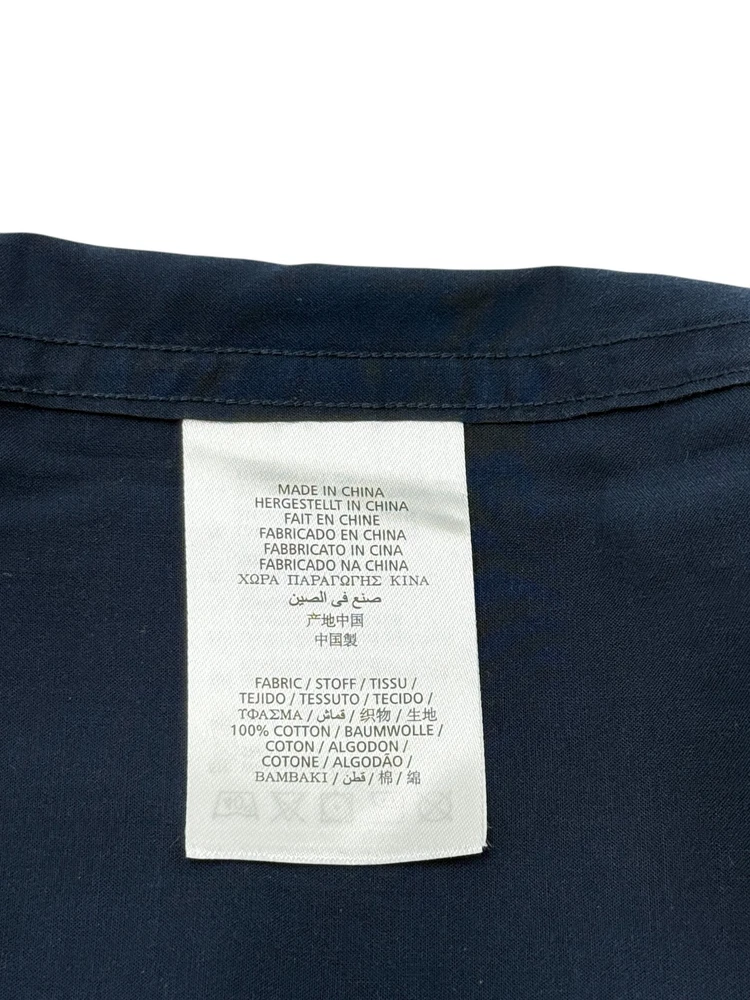 MADE IN CHINA
HERGESTELLT IN CHINA
FAIT EN CHINE
FABRICADO EN CHINA
FABBRICATO IN CINA
FABRICADO NA CHINA
ΧΩΡΑ ΠΑΡΑΓΩΓΗΣ ΚΙΝΑ
صنع فى الصين
产地中国
中国製
FABRIC / STOFF / TISSU /
TEJIDO / TESSUTO / TECIDO /
ΥΦΑΣΜΑ / قماش / 织物 / 生地
100% COTTON / BAUMWOLLE /
COTON / ALGODON /
COTONE / ALGODÃO /
ΒΑΜΒΑΚΙ / قطن / 棉 / 綿